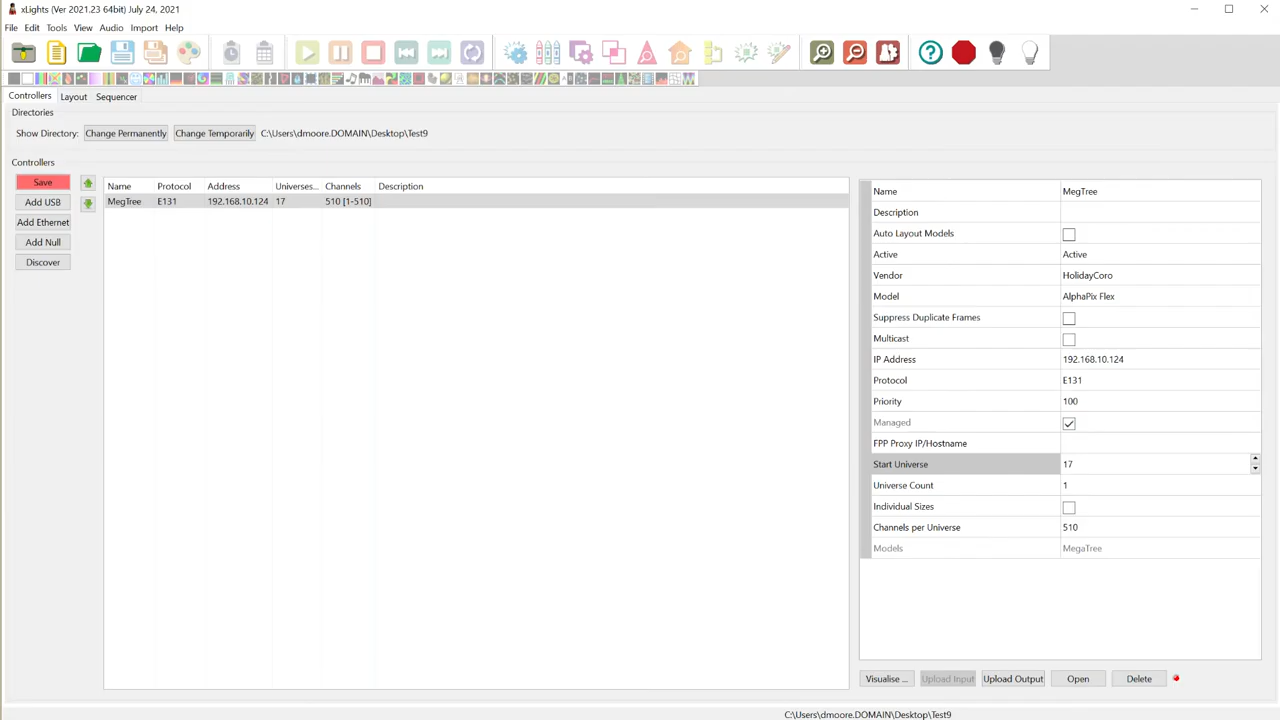 xLights (Ver 2021.23 64bit) July 24, 2021
File Edit Tools View Audio Import Help
Controllers Layout Sequencer
Directories
Show Directory: Change Permanently Change Temporarily C:\Users\dmoore.DOMAIN\Desktop\Test9
Controllers
Save
Add USB
Add Ethernet
Add Null
Discover
Name Protocol Address Universes... Channels Description
MegTree E131 192.168.10.124 17 510 [1-510]
Name MegTree
Description
Auto Layout Models
Active Active
Vendor HolidayCoro
Model AlphaPix Flex
Suppress Duplicate Frames
Multicast
IP Address 192.168.10.124
Protocol E131
Priority 100
Managed
FPP Proxy IP/Hostname
Start Universe 17
Universe Count 1
Individual Sizes
Channels per Universe 510
Models MegaTree
Visualise ... Upload Input Upload Output Open Delete
C:\Users\dmoore.DOMAIN\Desktop\Test9